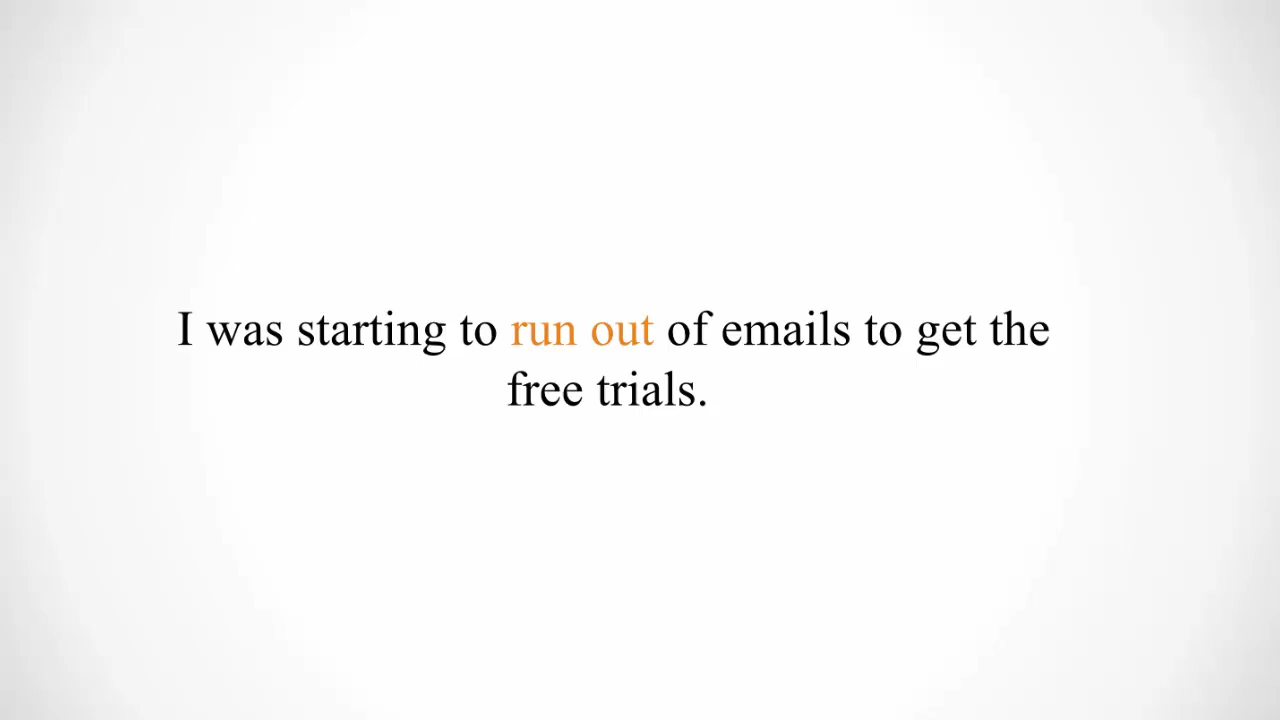 I was starting to run out of emails to get the
free trials.